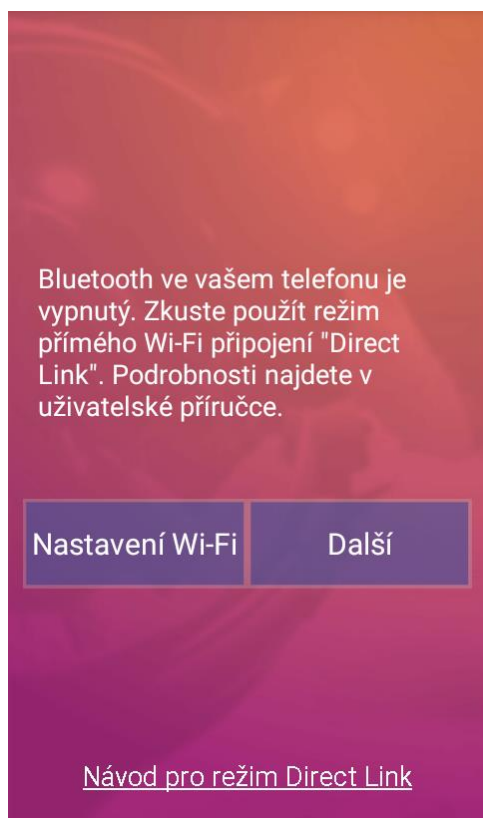 Bluetooth ve vašem telefonu je
vypnutý. Zkuste použít režim
přímého Wi-Fi připojení "Direct
Link". Podrobnosti najdete v
uživatelské příručce.
Nastavení Wi-Fi
Další
Návod pro režim Direct Link